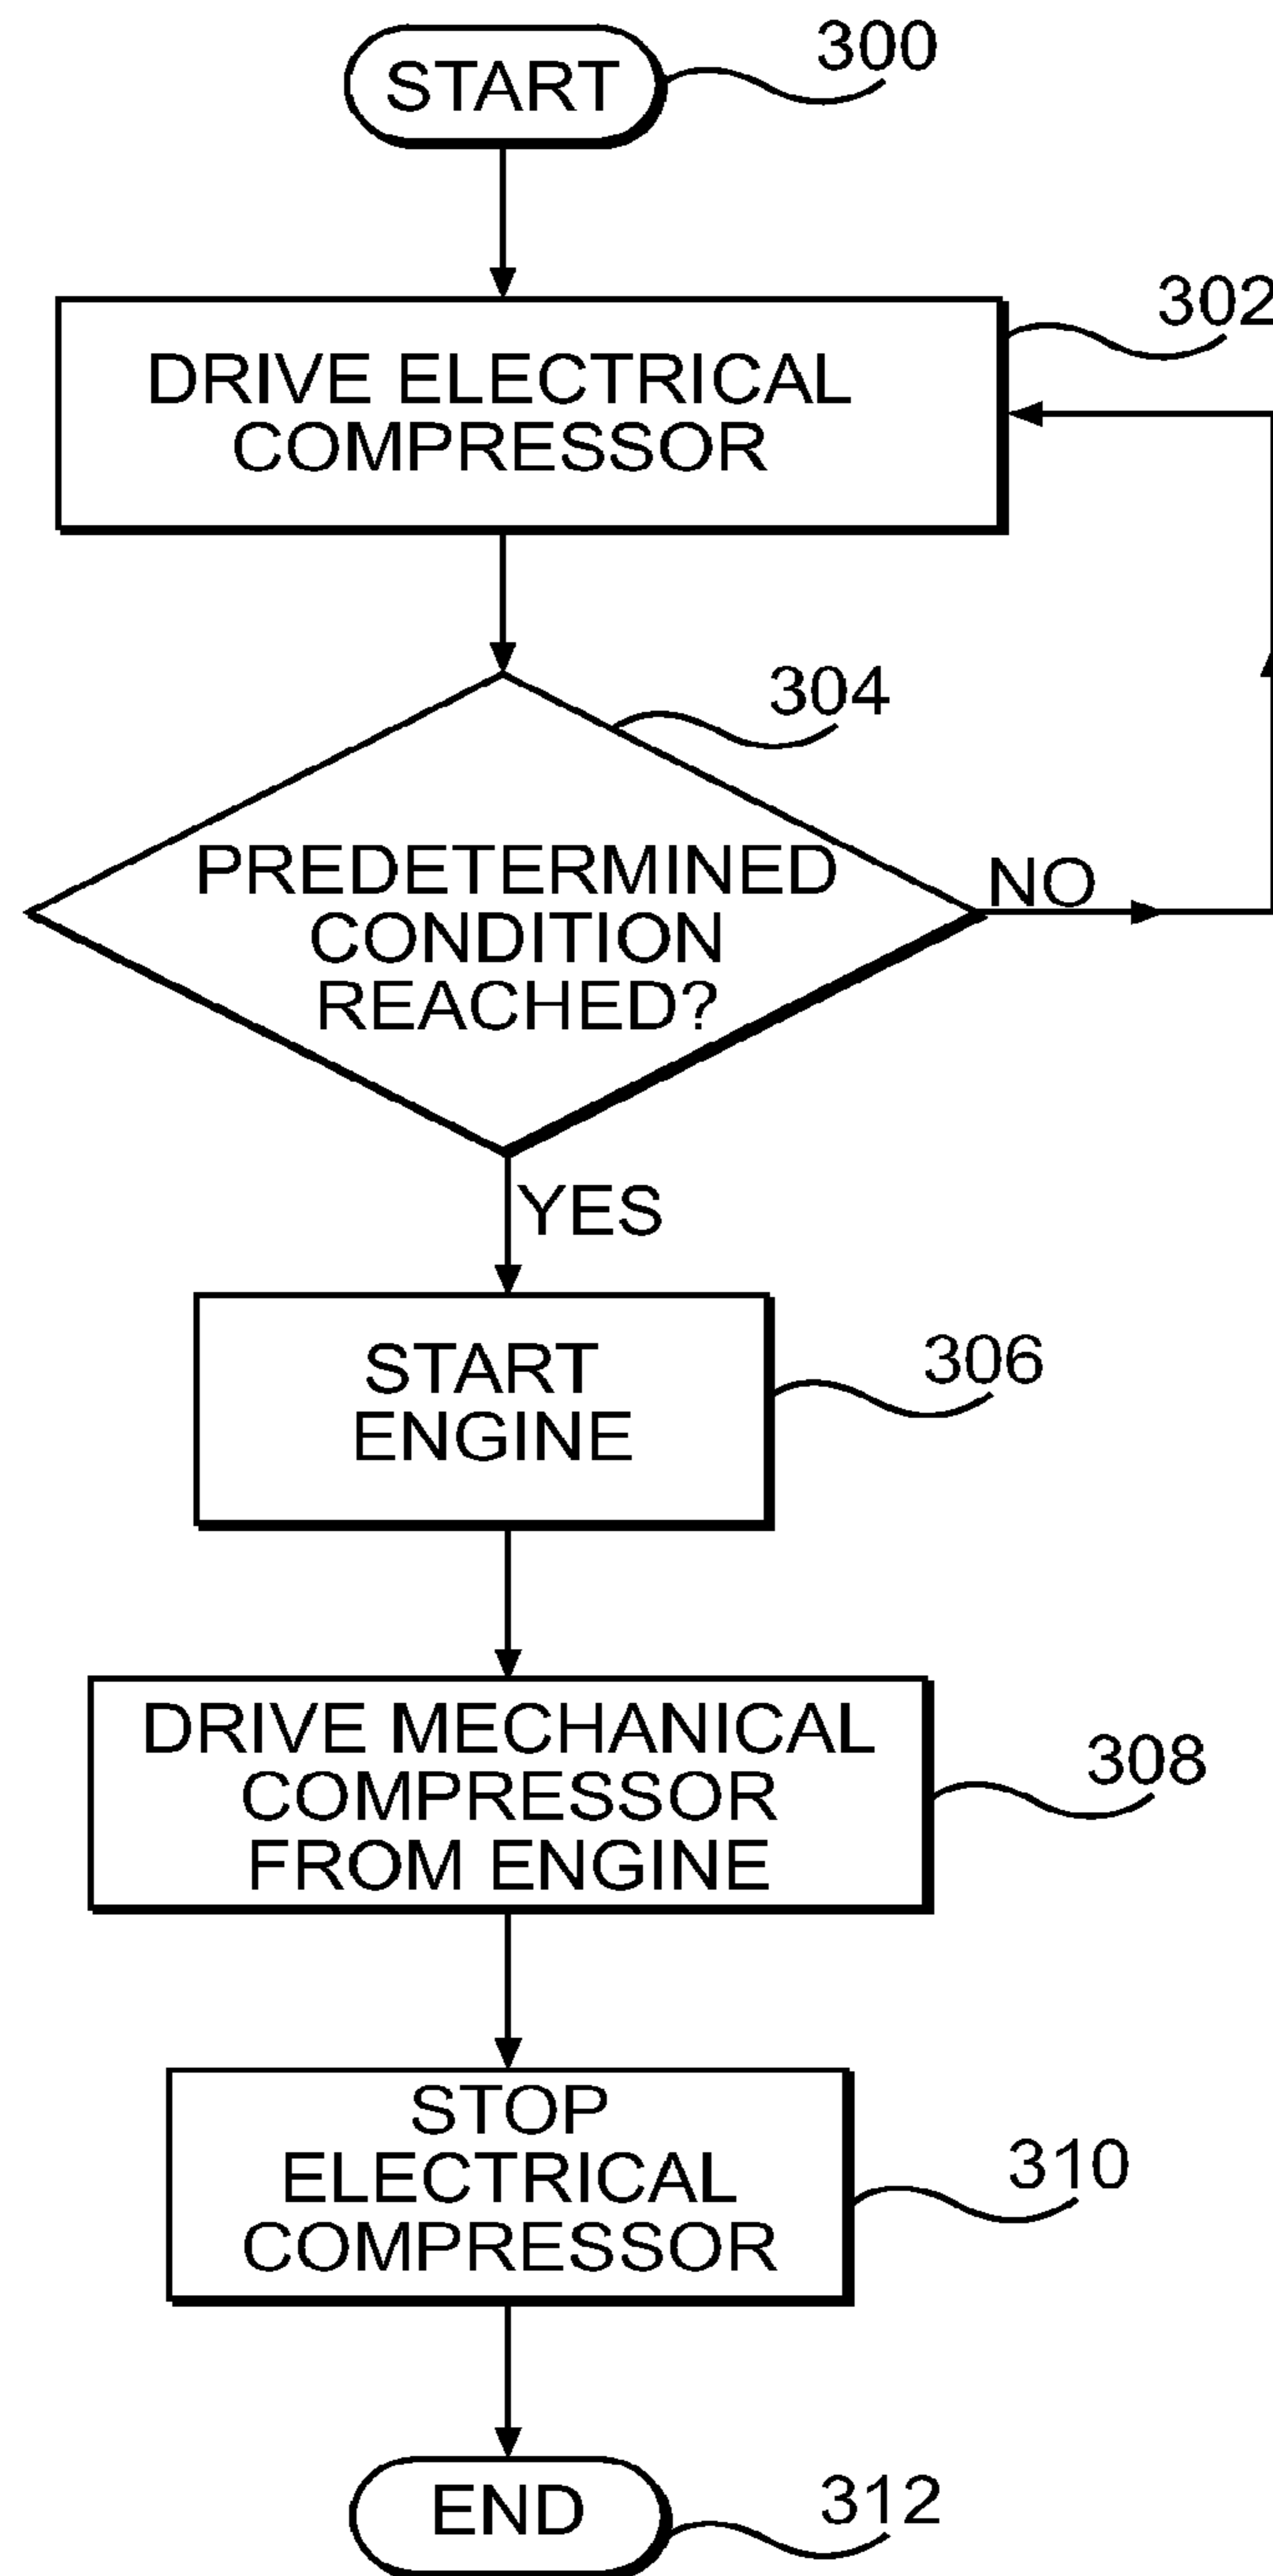 START
300
302
DRIVE ELECTRICAL
COMPRESSOR
304
PREDETERMINED
CONDITION
REACHED?
NO
YES
START
ENGINE
306
DRIVE MECHANICAL
COMPRESSOR
FROM ENGINE
308
STOP
ELECTRICAL
COMPRESSOR
310
END
312